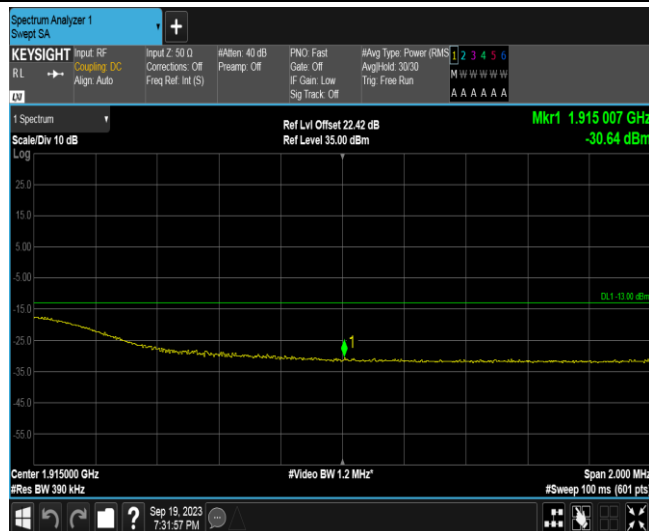 Spectrum Analyzer 1
Swept SA
+
KEYSIGHT
RL
Input: RF
Coupling: DC
Align: Auto
Input Z: 50 Ω
Corrections: Off
Freq Ref: Int (S)
#Atten: 40 dB
Preamp: Off
PNO: Fast
Gate: Off
IF Gain: Low
Sig Track: Off
#Avg Type: Power (RMS
Avg|Hold: 30/30
Trig: Free Run
1 2 3 4 5 6
M W W W W W
A A A A A A
LXI
1 Spectrum
Scale/Div 10 dB
Ref Lvl Offset 22.42 dB
Ref Level 35.00 dBm
Mkr1 1.915 007 GHz
-30.64 dBm
Log
25.0
15.0
5.00
-5.00
DL1 -13.00 dBm
-15.0
1
-25.0
-35.0
-45.0
-55.0
Center 1.915000 GHz
#Video BW 1.2 MHz*
Span 2.000 MHz
#Res BW 390 kHz
#Sweep 100 ms (601 pts)
?
Sep 19, 2023
7:31:57 PM